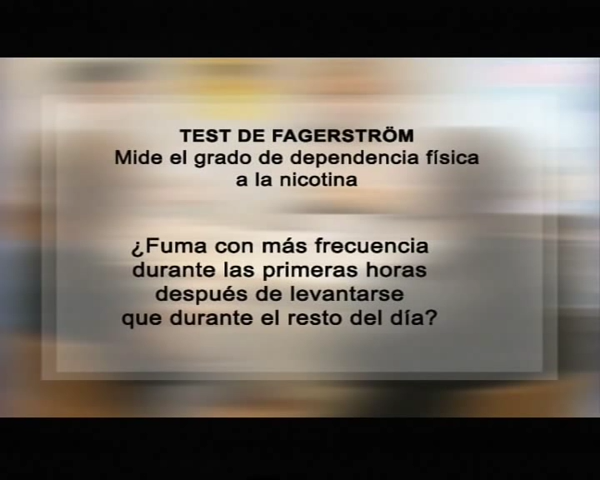 TEST DE FAGERSTRÖM
Mide el grado de dependencia física
a la nicotina
¿Fuma con más frecuencia
durante las primeras horas
después de levantarse
que durante el resto del día?